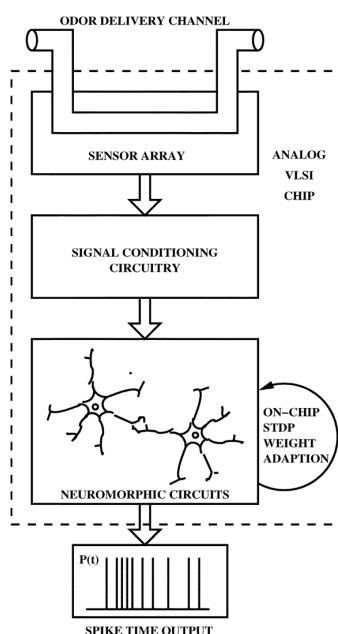 ODOR DELIVERY CHANNEL
SENSOR ARRAY
ANALOG
VLSI
CHIP
SIGNAL CONDITIONING
CIRCUITRY
ON-CHIP
STDP
WEIGHT
ADAPTION
NEUROMORPHIC CIRCUITS
P(t)
SPIKE TIME OUTPUT